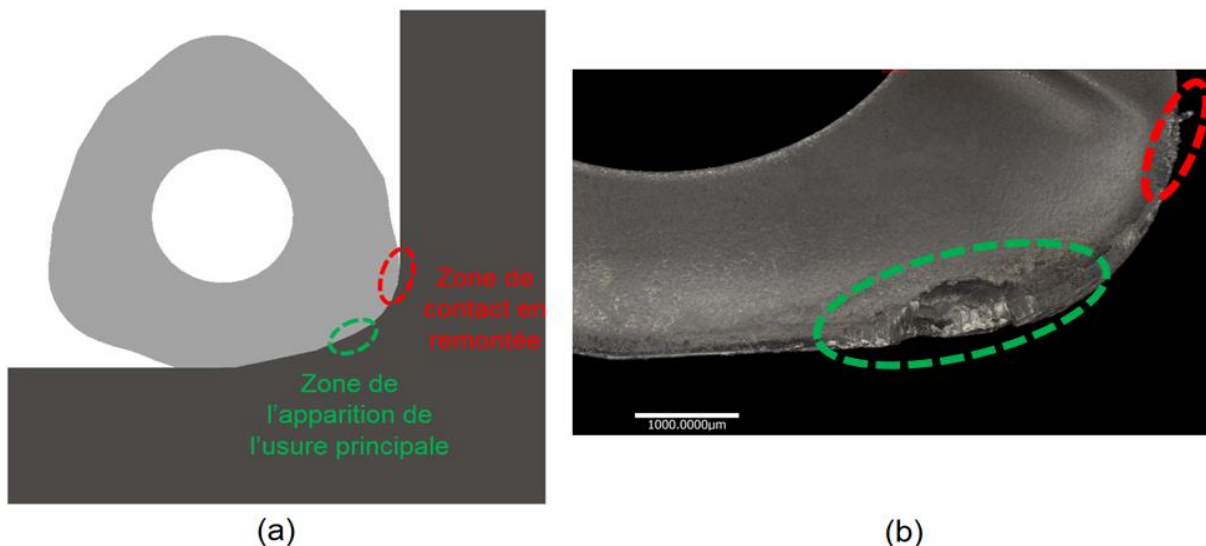 Zone de
contact en
remontée
Zone de
l'apparition de
l'usure principale
1000.0000µm
(a)
(b)